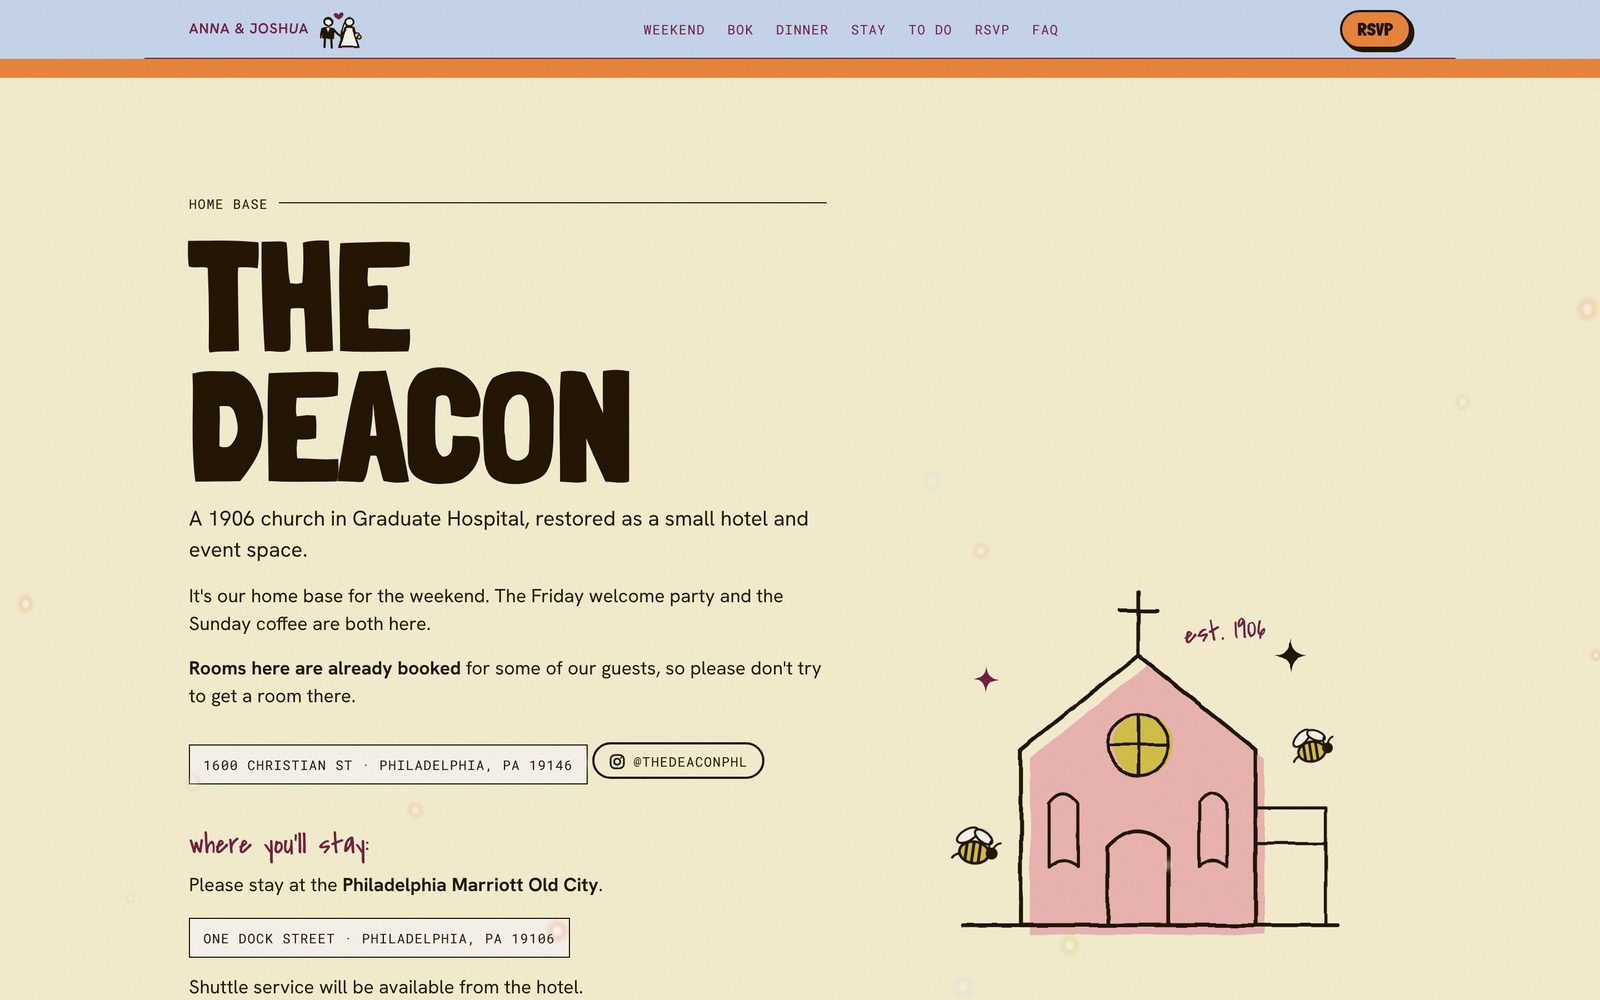 ANNA & JOSHUA
WEEKEND BOK DINNER STAY TO DO RSVP FAQ
RSVP
HOME BASE
THE
DEACON
A 1906 church in Graduate Hospital, restored as a small hotel and
event space.
It's our home base for the weekend. The Friday welcome party and the
Sunday coffee are both here.
Rooms here are already booked for some of our guests, so please don't try
to get a room there.
1600 CHRISTIAN ST · PHILADELPHIA, PA 19146
@THEDEACONPHL
where you'll stay:
Please stay at the Philadelphia Marriott Old City.
ONE DOCK STREET · PHILADELPHIA, PA 19106
Shuttle service will be available from the hotel.
est. 1906